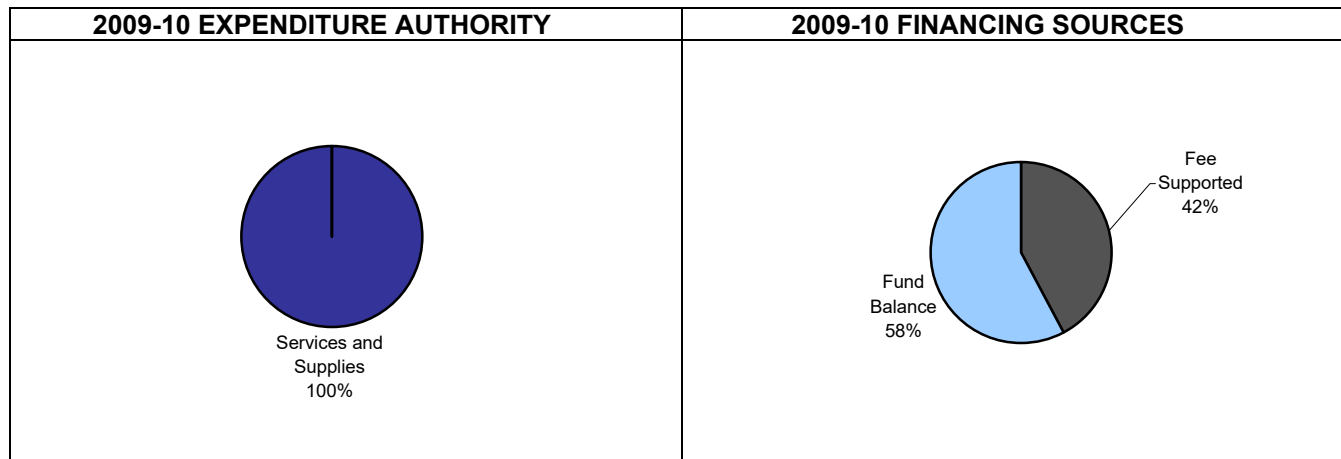 2009-10 EXPENDITURE AUTHORITY
Services and
Supplies
100%
2009-10 FINANCING SOURCES
Fee
Supported
42%
Fund
Balance
58%